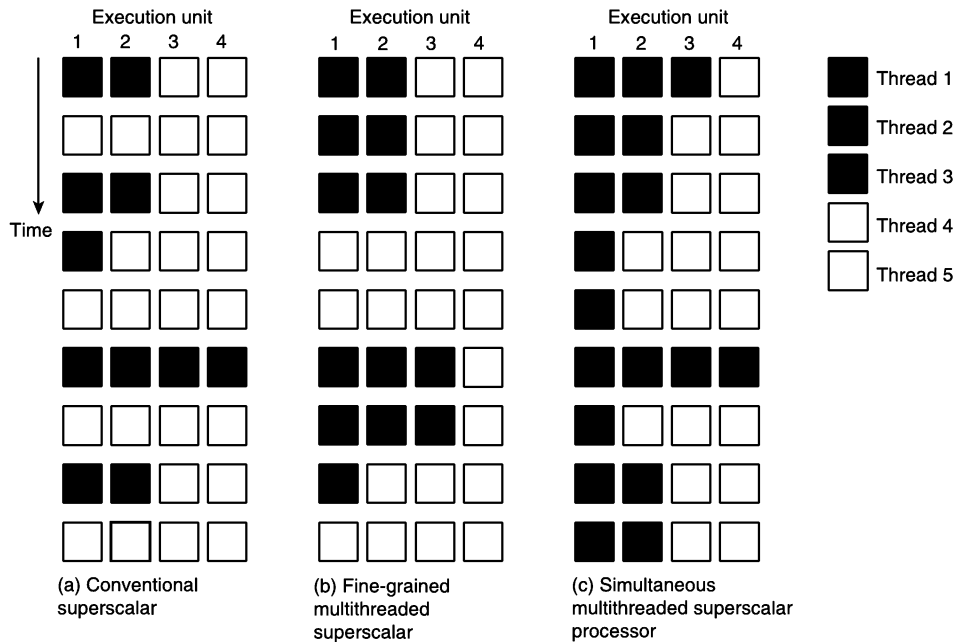 Execution unit
1 2 3 4
Execution unit
1 2 3 4
Execution unit
1 2 3 4
Time
Thread 1
Thread 2
Thread 3
Thread 4
Thread 5
(a) Conventional
superscalar
(b) Fine-grained
multithreaded
superscalar
(c) Simultaneous
multithreaded superscalar
processor